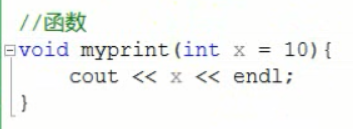 //函数
void myprint(int x = 10){
    cout << x << endl;
}